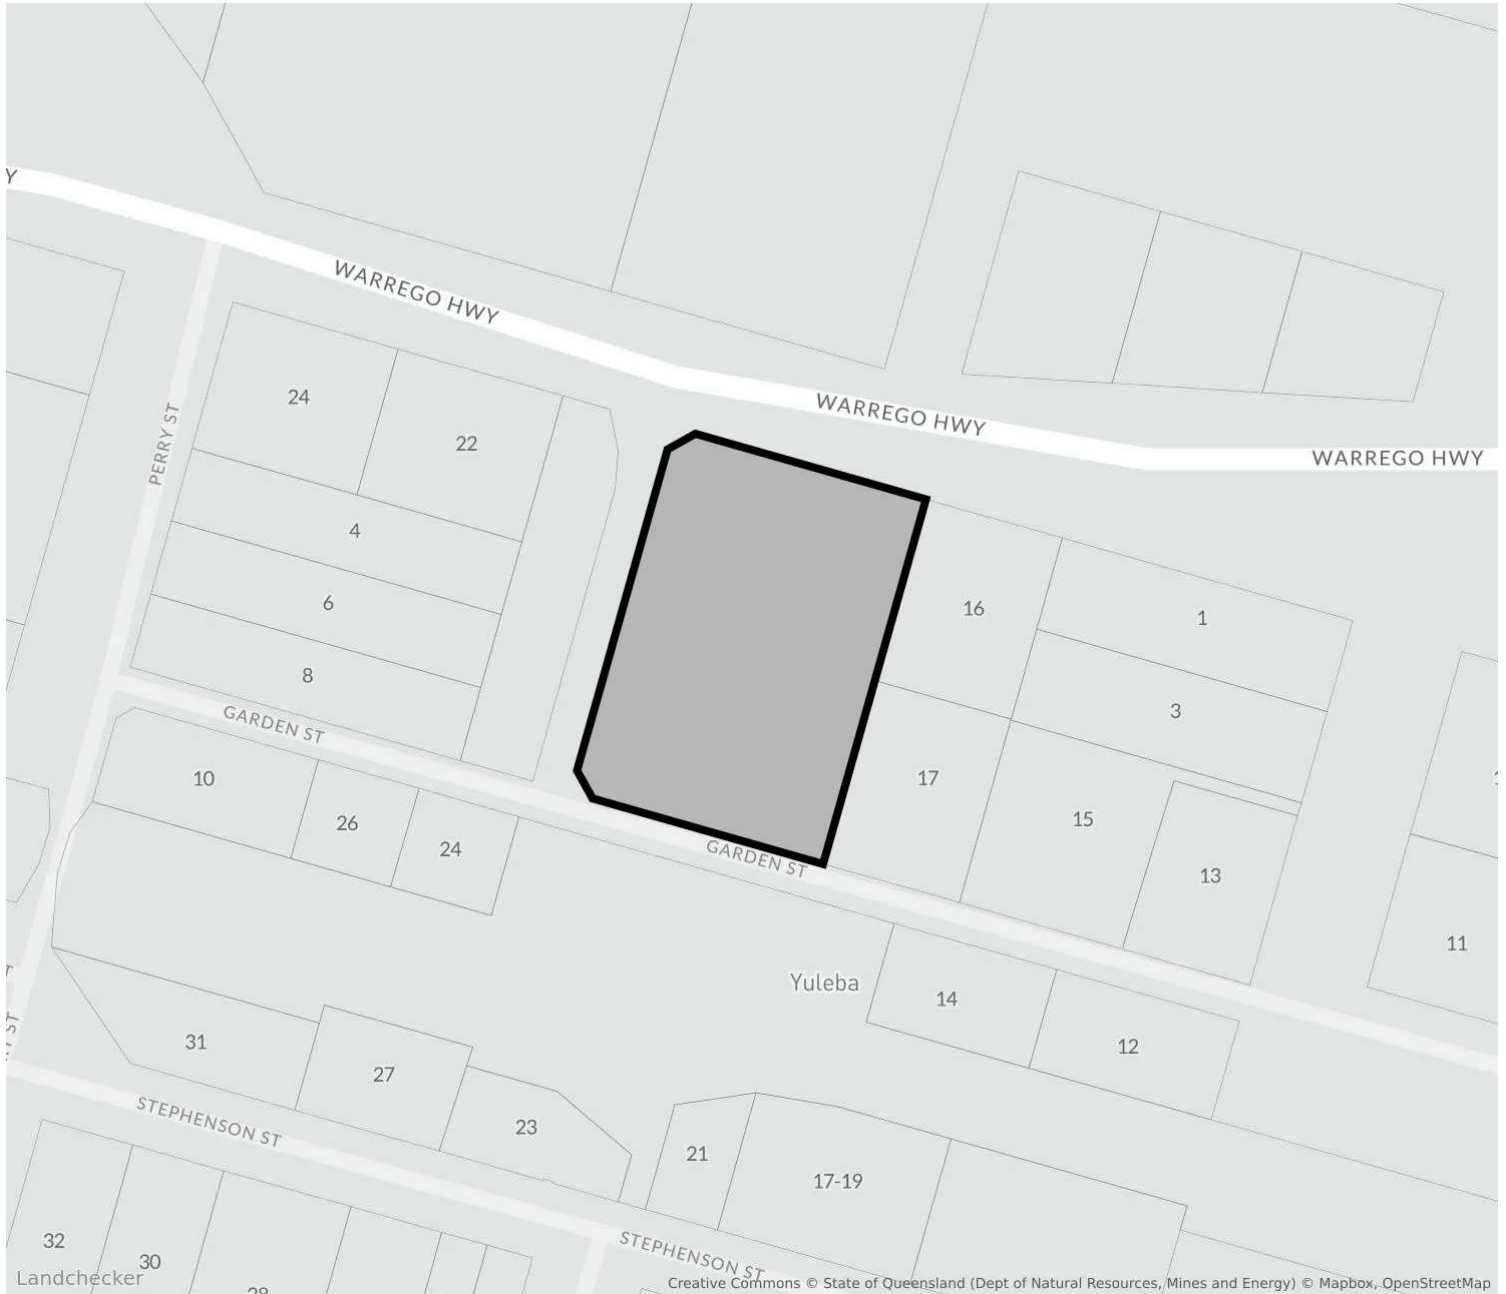 Y
WARREGO HWY
WARREGO HWY
WARREGO HWY
PERRY ST
24
22
4
6
8
16
1
3
17
15
13
11
GARDEN ST
GARDEN ST
10
26
24
Yuleba
14
12
31
27
23
21
17-19
STEPHENSON ST
STEPHENSON ST
32
30
Landchecker
Creative Commons © State of Queensland (Dept of Natural Resources, Mines and Energy) © Mapbox, OpenStreetMap